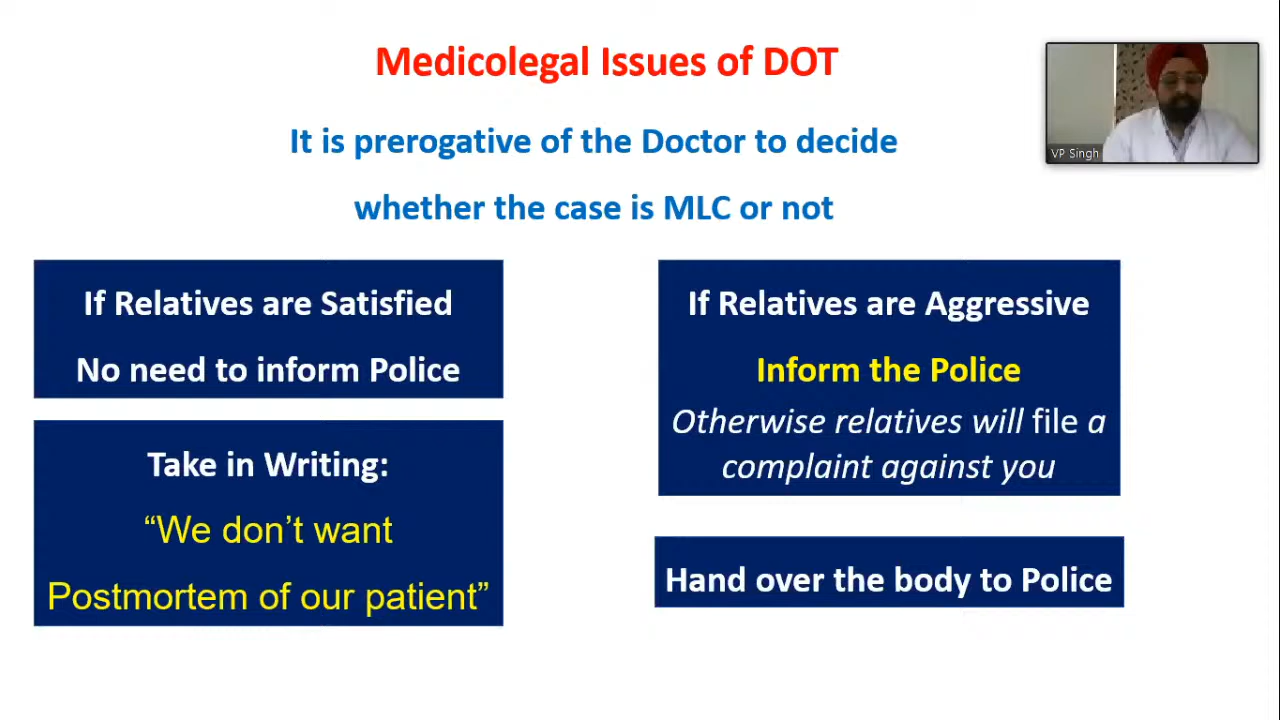 Medicolegal Issues of DOT
It is prerogative of the Doctor to decide
whether the case is MLC or not
VP Singh
If Relatives are Satisfied
No need to inform Police
Take in Writing:
“We don’t want
Postmortem of our patient”
If Relatives are Aggressive
Inform the Police
Otherwise relatives will file a
complaint against you
Hand over the body to Police